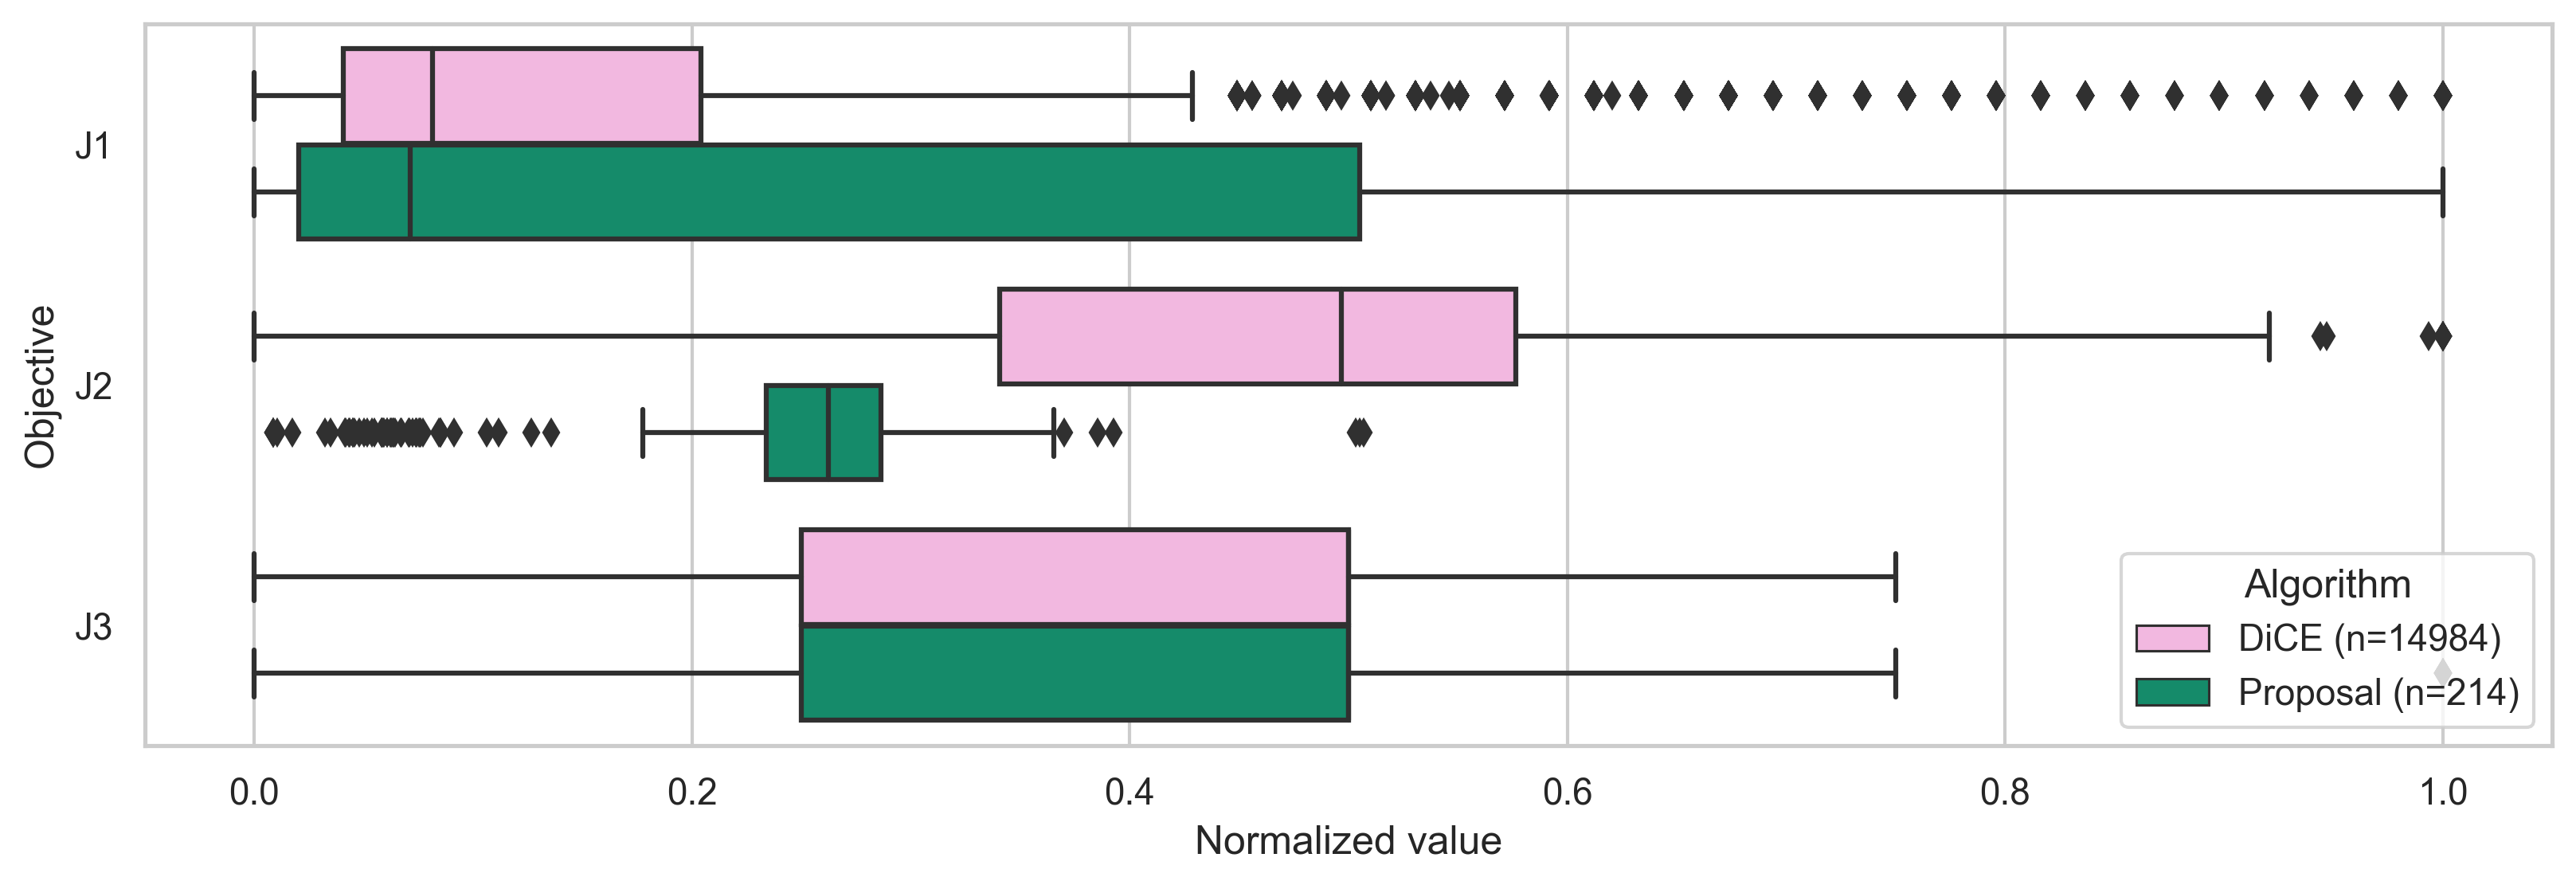 Objective
J1
J2
J3
Algorithm
DiCE (n=14984)
Proposal (n=214)
0.0 0.2 0.4 0.6 0.8 1.0
Normalized value